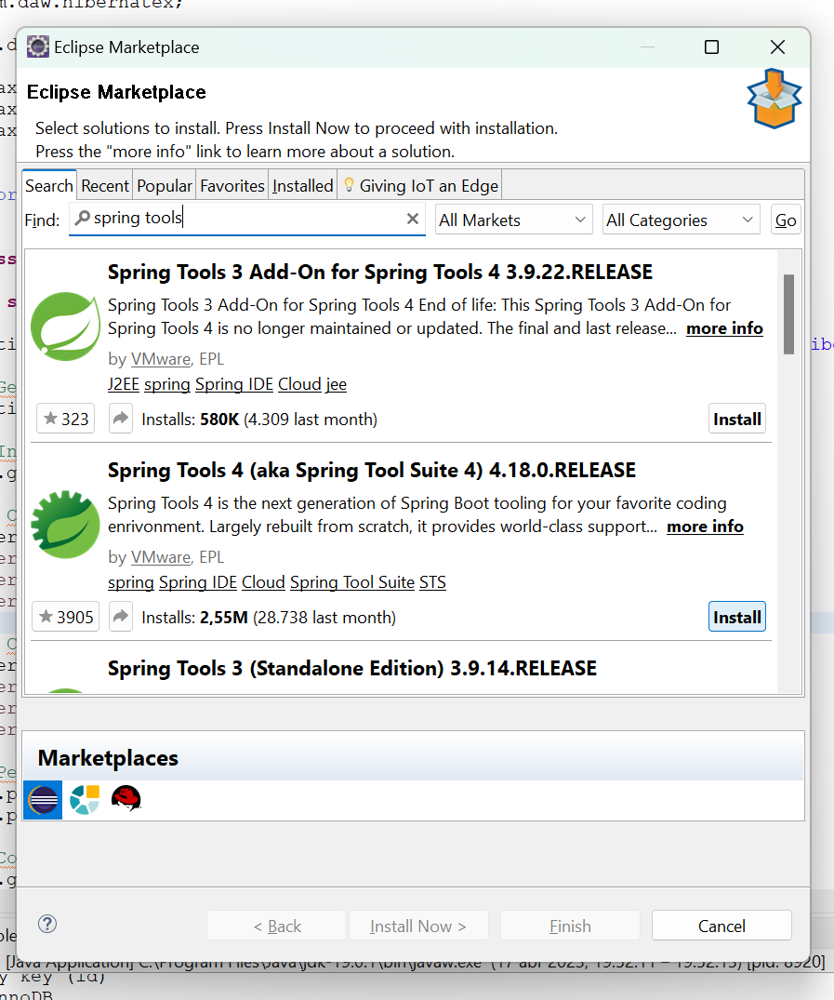 m.daw.hibernatex;
Eclipse Marketplace
Eclipse Marketplace
Select solutions to install. Press Install Now to proceed with installation.
Press the "more info" link to learn more about a solution.
Search Recent Popular Favorites Installed Giving IoT an Edge
Find: spring tools All Markets All Categories Go
Spring Tools 3 Add-On for Spring Tools 4 3.9.22.RELEASE
Spring Tools 3 Add-On for Spring Tools 4 End of life: This Spring Tools 3 Add-On for
Spring Tools 4 is no longer maintained or updated. The final and last release... more info
by VMware, EPL
J2EE spring Spring IDE Cloud jee
323 Installs: 580K (4.309 last month) Install
Spring Tools 4 (aka Spring Tool Suite 4) 4.18.0.RELEASE
Spring Tools 4 is the next generation of Spring Boot tooling for your favorite coding
enrivonment. Largely rebuilt from scratch, it provides world-class support... more info
by VMware, EPL
spring Spring IDE Cloud Spring Tool Suite STS
3905 Installs: 2,55M (28.738 last month) Install
Spring Tools 3 (Standalone Edition) 3.9.14.RELEASE
Marketplaces
< Back Install Now > Finish Cancel
[Java Application] C:\Program Files\Java\jdk-19.0.1\bin\javaw.exe (17 abr 2023, 19:52:11 – 19:52:15) [pid: 8920]
y key (id)
nnoDB